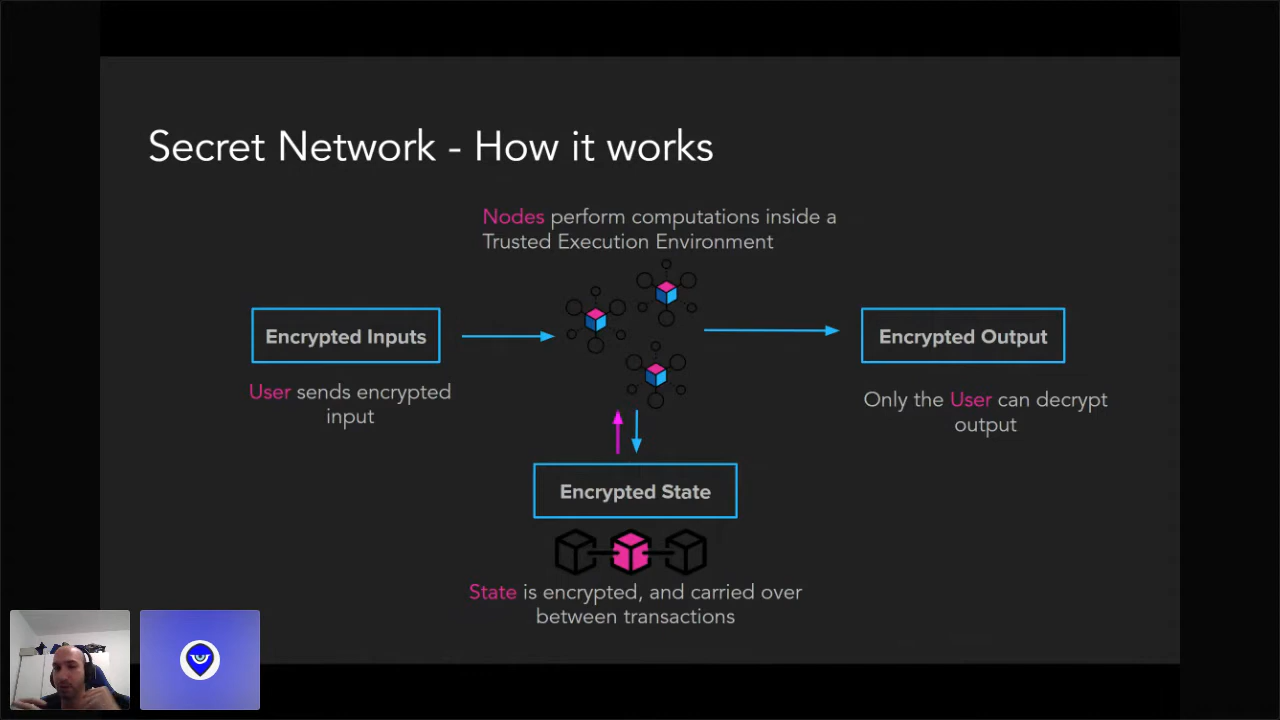 Secret Network - How it works
Nodes perform computations inside a
Trusted Execution Environment
Encrypted Inputs
User sends encrypted
input
Encrypted Output
Only the User can decrypt
output
Encrypted State
State is encrypted, and carried over
between transactions